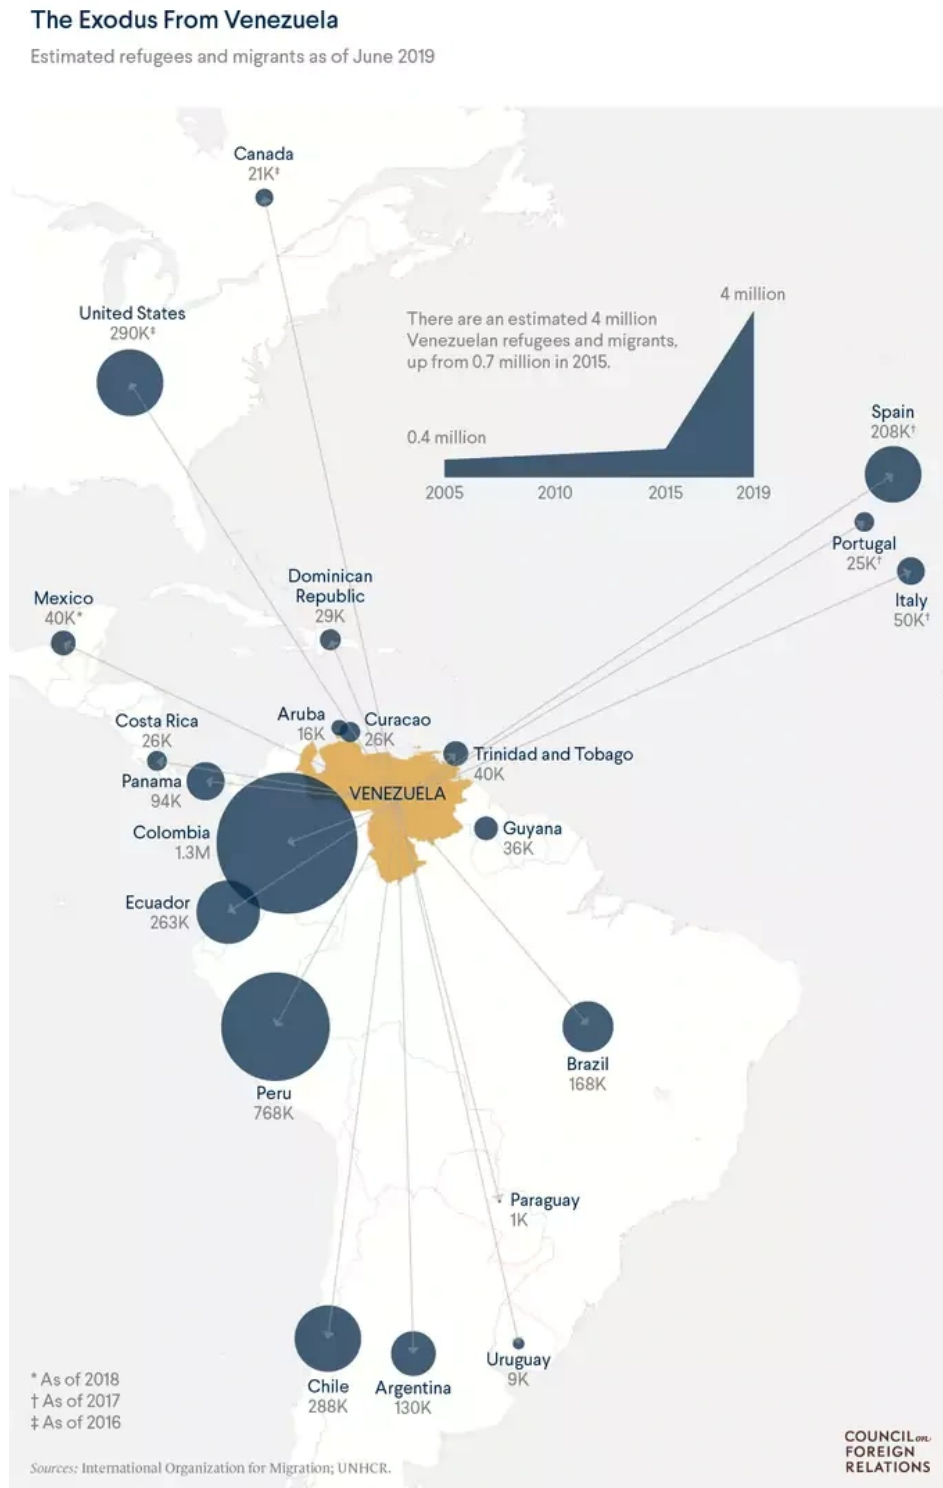 The Exodus From Venezuela
Estimated refugees and migrants as of June 2019
Canada
21K‡
United States
290K‡
There are an estimated 4 million
Venezuelan refugees and migrants,
up from 0.7 million in 2015.
4 million
0.4 million
2005
2010
2015
2019
Spain
208K†
Portugal
25K†
Italy
50K†
Dominican
Republic
29K
Mexico
40K*
Aruba
16K
Curacao
26K
Costa Rica
26K
Trinidad and Tobago
40K
Panama
94K
VENEZUELA
Colombia
1.3M
Guyana
36K
Ecuador
263K
Peru
768K
Brazil
168K
Paraguay
1K
Uruguay
9K
Chile
288K
Argentina
130K
* As of 2018
† As of 2017
‡ As of 2016
Sources: International Organization for Migration; UNHCR.
COUNCIL on
FOREIGN
RELATIONS